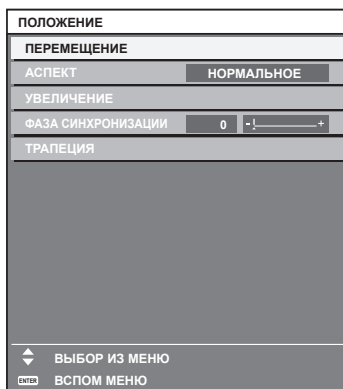 ПОЛОЖЕНИЕ
ПЕРЕМЕЩЕНИЕ
АСПЕКТ НОРМАЛЬНОЕ
УВЕЛИЧЕНИЕ
ФАЗА СИНХРОНИЗАЦИИ 0 - +
ТРАПЕЦИЯ
ВЫБОР ИЗ МЕНЮ
ENTER ВСПОМ МЕНЮ